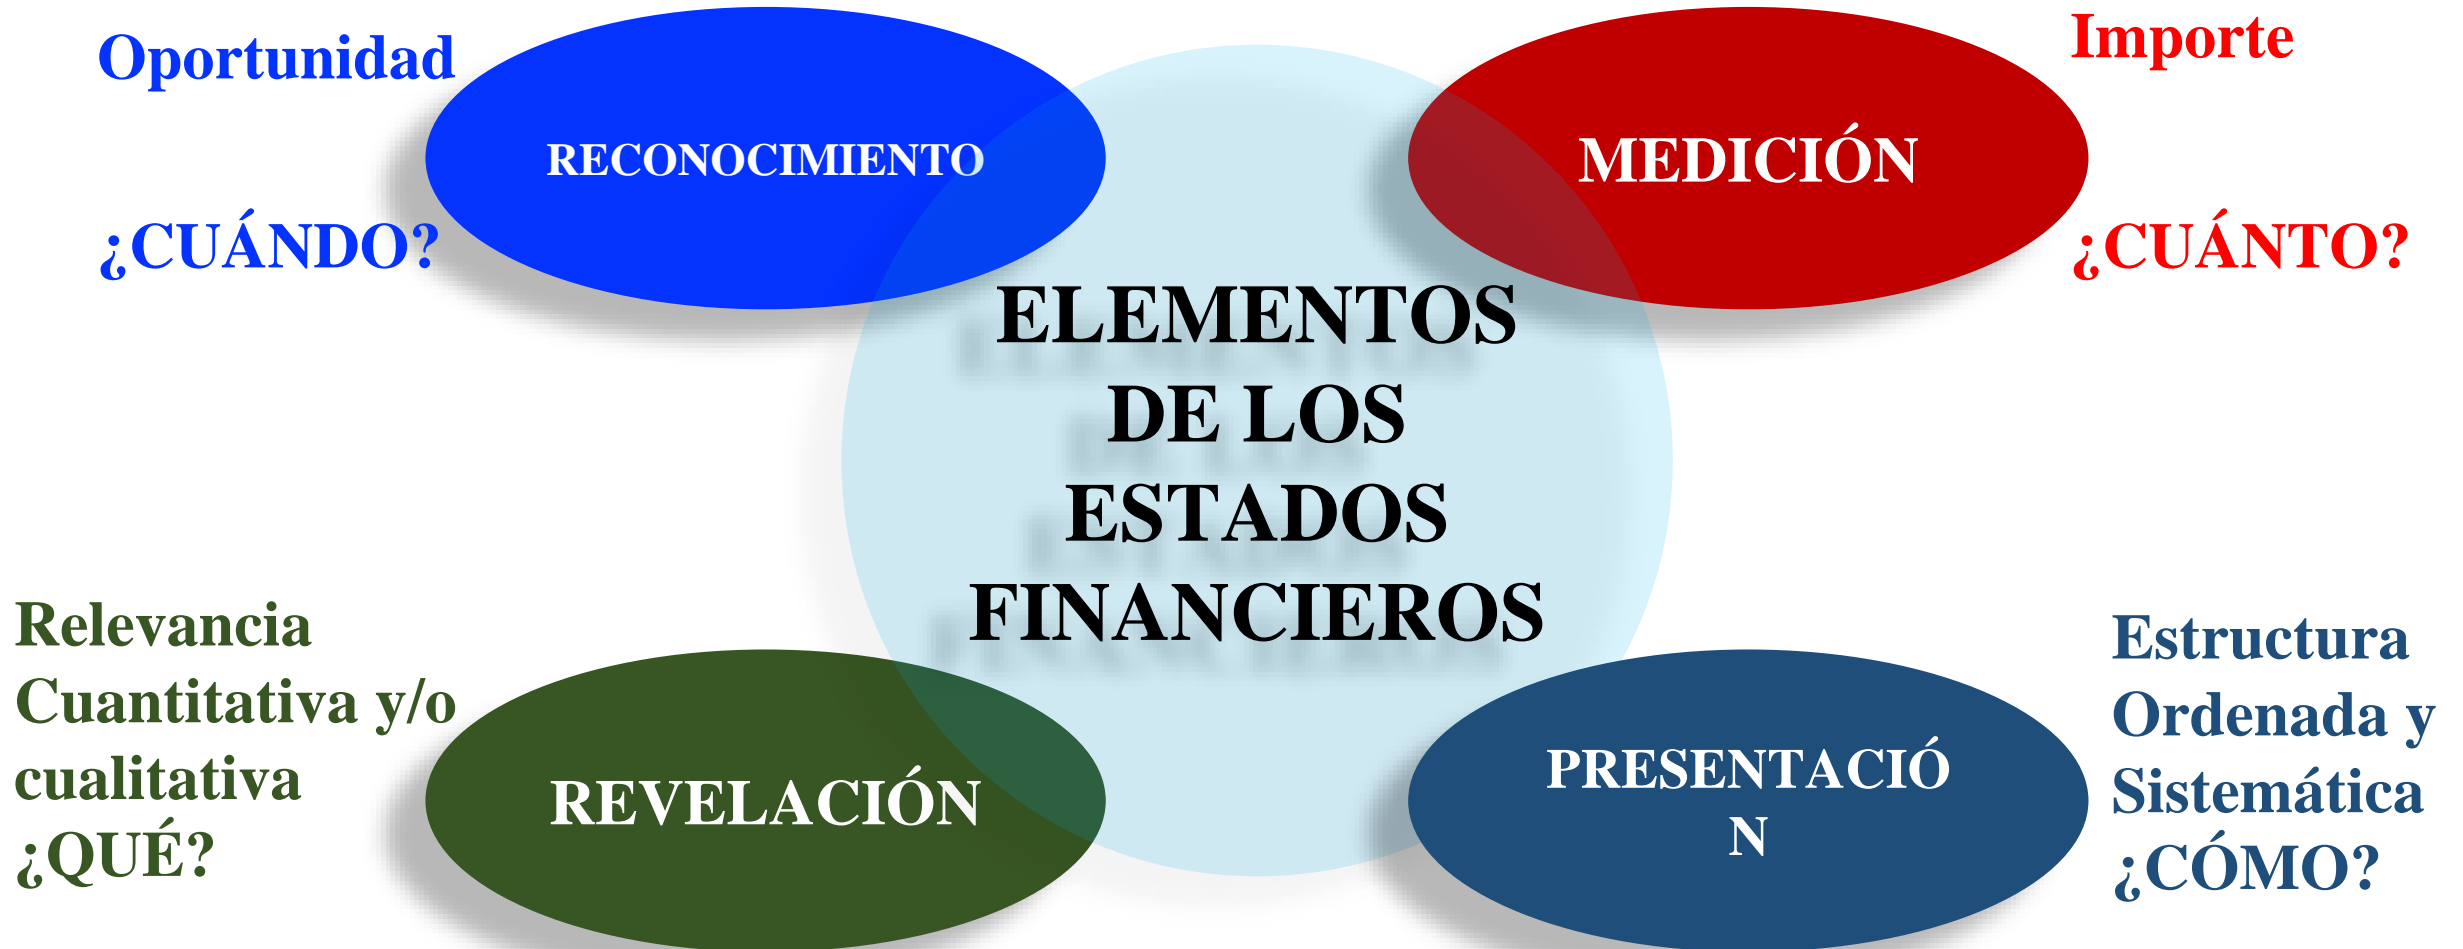 Oportunidad
¿CUÁNDO?
RECONOCIMIENTO
MEDICIÓN
Importe
¿CUÁNTO?
ELEMENTOS
DE LOS
ESTADOS
FINANCIEROS
Relevancia
Cuantitativa y/o
cualitativa
¿QUÉ?
REVELACIÓN
PRESENTACIÓ
N
Estructura
Ordenada y
Sistemática
¿CÓMO?